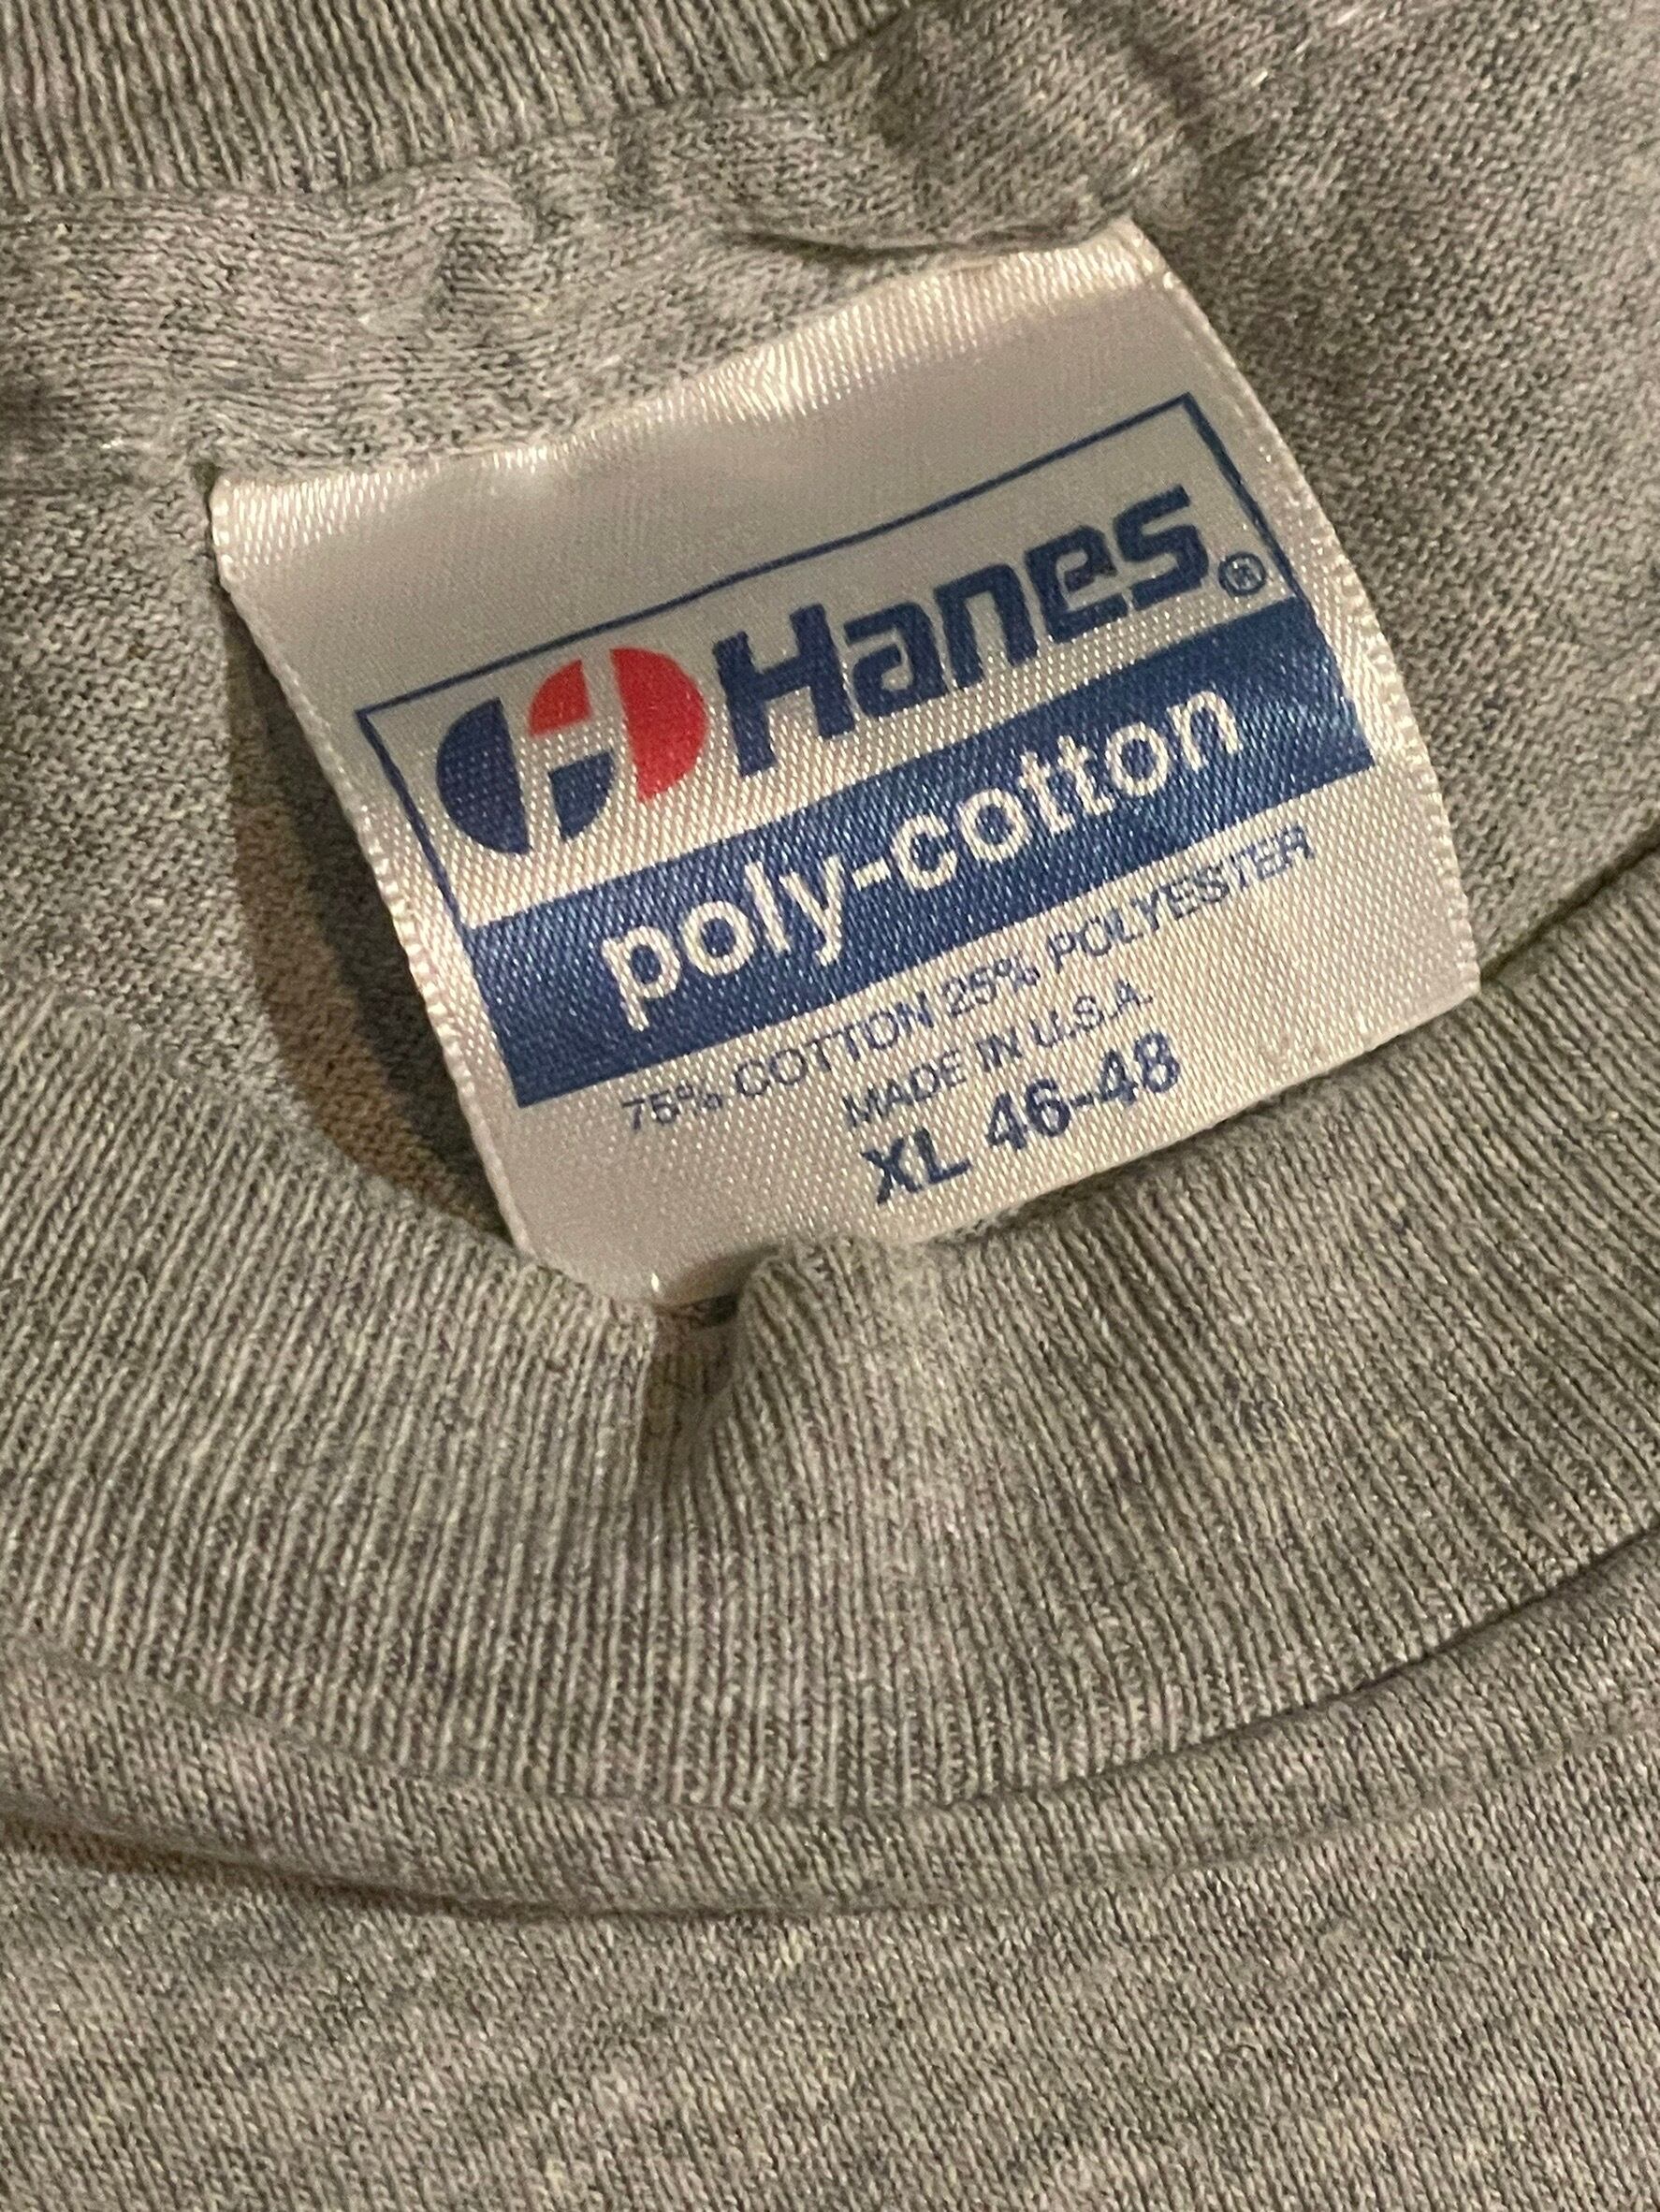 Hanes®
poly-cotton
75% COTTON 25% POLYESTER
MADE IN U.S.A.
XL 46-48